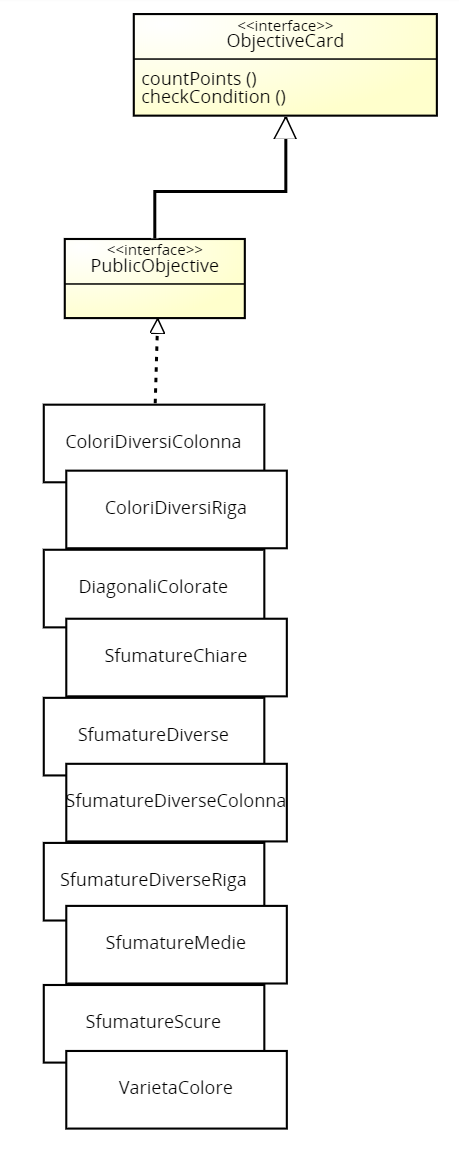 <<interface>>
ObjectiveCard
countPoints ()
checkCondition ()
<<interface>>
PublicObjective
ColoriDiversiColonna
ColoriDiversiRiga
DiagonaliColorate
SfumatureChiare
SfumatureDiverse
SfumatureDiverseColonna
SfumatureDiverseRiga
SfumatureMedie
SfumatureScure
VarietaColore